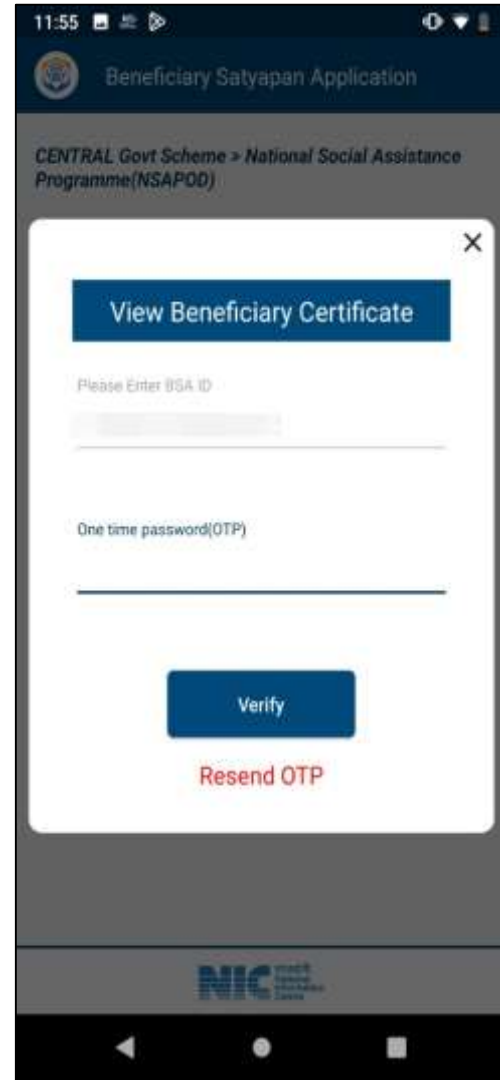 11:55
Beneficiary Satyapan Application
CENTRAL Govt Scheme > National Social Assistance
Programme(NSAPOD)
View Beneficiary Certificate
Please Enter BSA ID
One time password(OTP)
Verify
Resend OTP
NIC